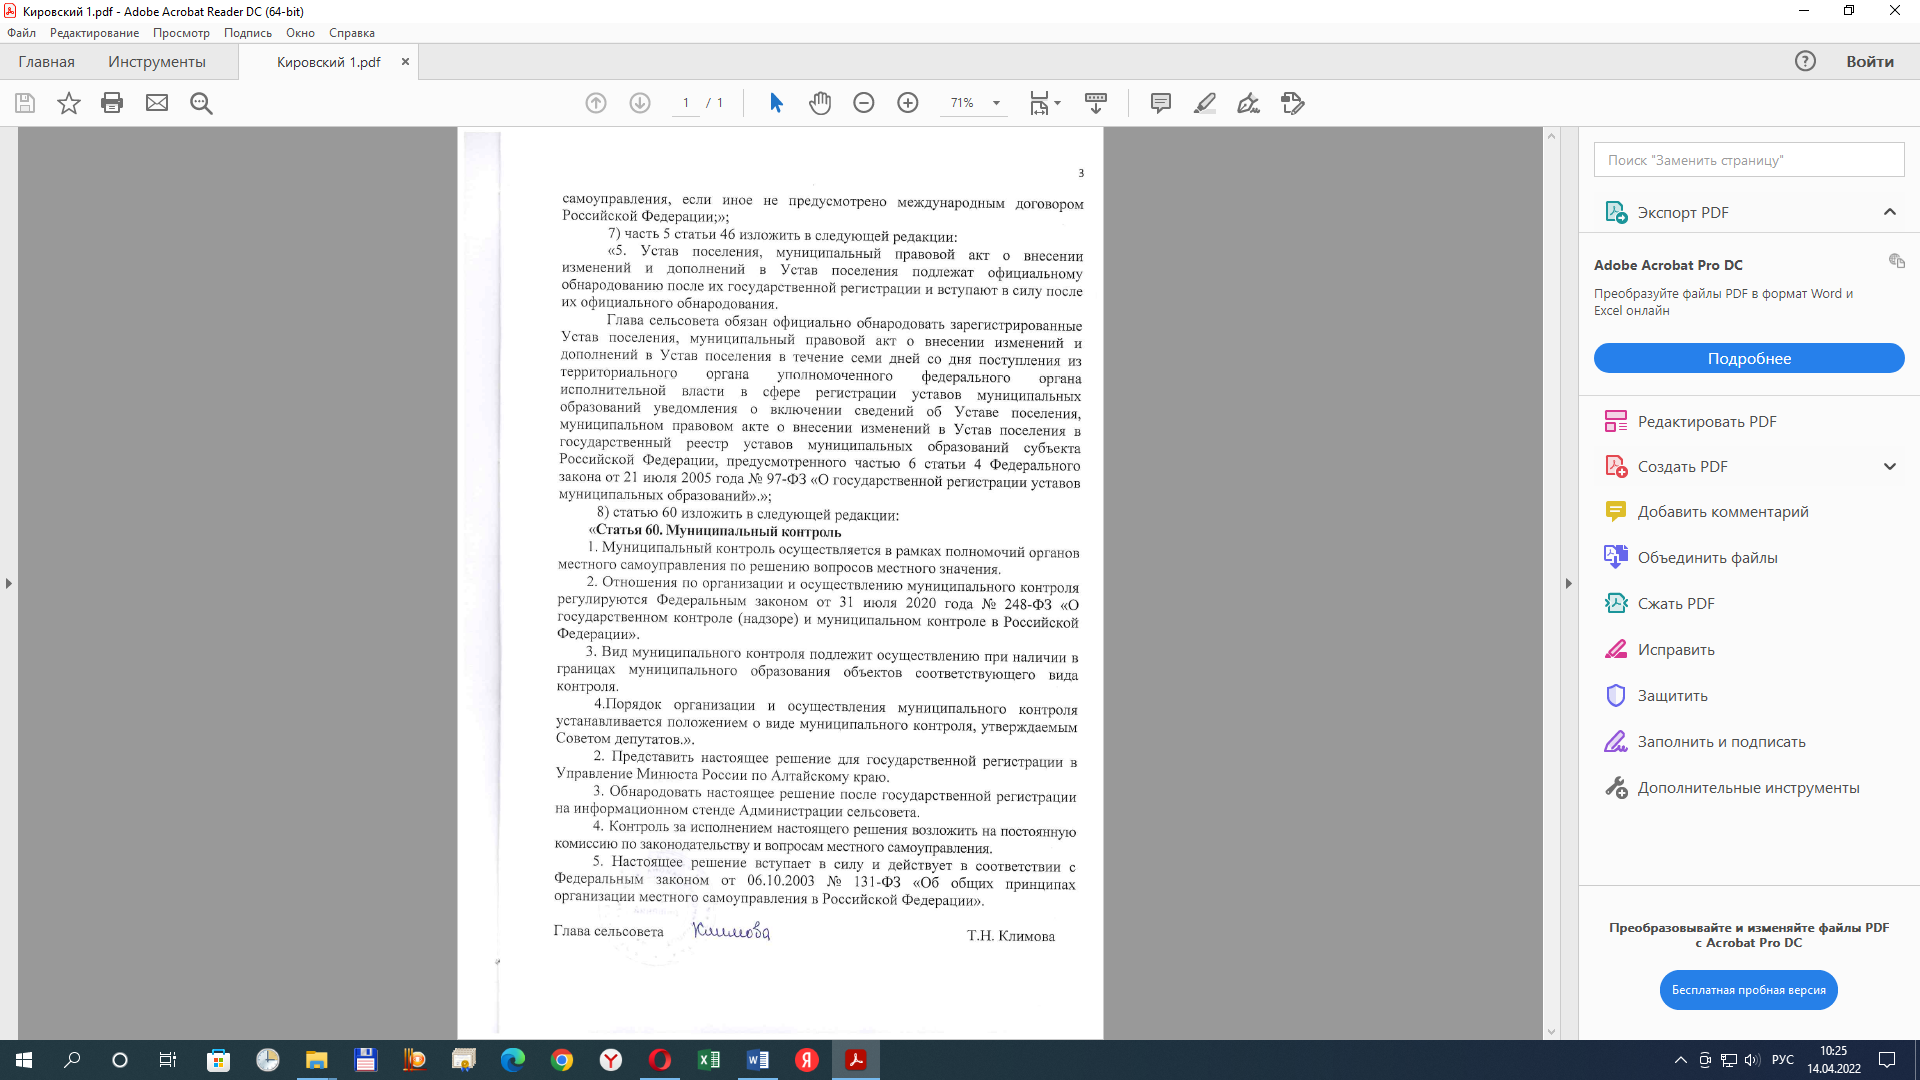 Кировский 1.pdf - Adobe Acrobat Reader DC (64-bit)
Файл Редактирование Просмотр Подпись Окно Справка
Главная Инструменты Кировский 1.pdf × Войти
1 / 1 71%
3
самоуправления, если иное не предусмотрено международным договором
Российской Федерации;»;
7) часть 5 статьи 46 изложить в следующей редакции:
«5. Устав поселения, муниципальный правовой акт о внесении
изменений и дополнений в Устав поселения подлежат официальному
обнародованию после их государственной регистрации и вступают в силу после
их официального обнародования.
Глава сельсовета обязан официально обнародовать зарегистрированные
Устав поселения, муниципальный правовой акт о внесении изменений и
дополнений в Устав поселения в течение семи дней со дня поступления из
территориального органа уполномоченного федерального органа
исполнительной власти в сфере регистрации уставов муниципальных
образований уведомления о включении сведений об Уставе поселения,
муниципальном правовом акте о внесении изменений в Устав поселения в
государственный реестр уставов муниципальных образований субъекта
Российской Федерации, предусмотренного частью 6 статьи 4 Федерального
закона от 21 июля 2005 года № 97-ФЗ «О государственной регистрации уставов
муниципальных образований».»;
8) статью 60 изложить в следующей редакции:
«Статья 60. Муниципальный контроль
1. Муниципальный контроль осуществляется в рамках полномочий органов
местного самоуправления по решению вопросов местного значения.
2. Отношения по организации и осуществлению муниципального контроля
регулируются Федеральным законом от 31 июля 2020 года № 248-ФЗ «О
государственном контроле (надзоре) и муниципальном контроле в Российской
Федерации».
3. Вид муниципального контроля подлежит осуществлению при наличии в
границах муниципального образования объектов соответствующего вида
контроля.
4.Порядок организации и осуществления муниципального контроля
устанавливается положением о виде муниципального контроля, утверждаемым
Советом депутатов.».
2. Представить настоящее решение для государственной регистрации в
Управление Минюста России по Алтайскому краю.
3. Обнародовать настоящее решение после государственной регистрации
на информационном стенде Администрации сельсовета.
4. Контроль за исполнением настоящего решения возложить на постоянную
комиссию по законодательству и вопросам местного самоуправления.
5. Настоящее решение вступает в силу и действует в соответствии с
Федеральным законом от 06.10.2003 № 131-ФЗ «Об общих принципах
организации местного самоуправления в Российской Федерации».
Глава сельсовета Климова Т.Н. Климова
Поиск "Заменить страницу"
Экспорт PDF
Adobe Acrobat Pro DC
Преобразуйте файлы PDF в формат Word и
Excel онлайн
Подробнее
Редактировать PDF
Создать PDF
Добавить комментарий
Объединить файлы
Сжать PDF
Исправить
Защитить
Заполнить и подписать
Дополнительные инструменты
Преобразовывайте и изменяйте файлы PDF
с Acrobat Pro DC
Бесплатная пробная версия
РУС
10:25
14.04.2022